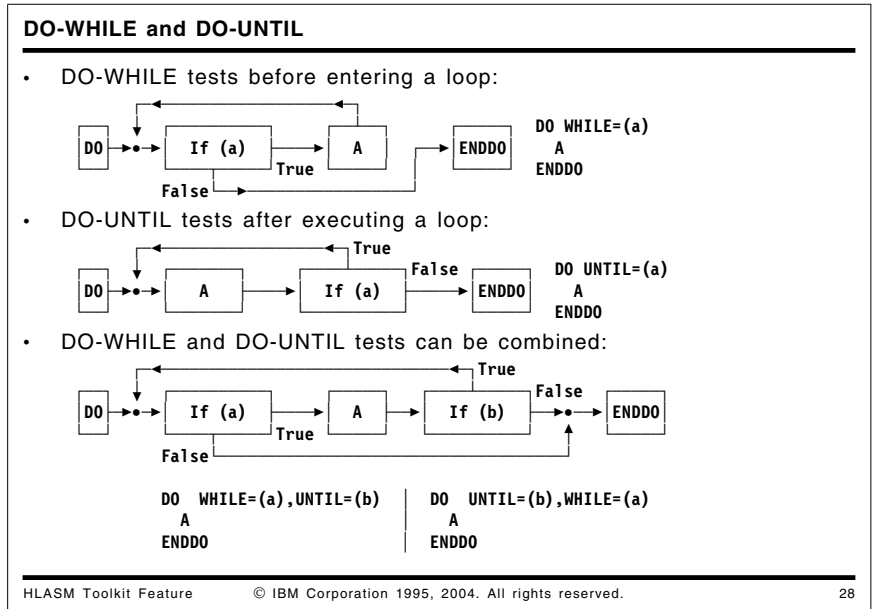 DO-WHILE and DO-UNTIL
• DO-WHILE tests before entering a loop:
DO If (a) A ENDDO
True
False
DO WHILE=(a)
A
ENDDO
• DO-UNTIL tests after executing a loop:
True
False
DO A If (a) ENDDO
DO UNTIL=(a)
A
ENDDO
• DO-WHILE and DO-UNTIL tests can be combined:
True
False
DO If (a) A If (b) ENDDO
True
False
DO WHILE=(a),UNTIL=(b)
A
ENDDO
DO UNTIL=(b),WHILE=(a)
A
ENDDO
HLASM Toolkit Feature © IBM Corporation 1995, 2004. All rights reserved. 28